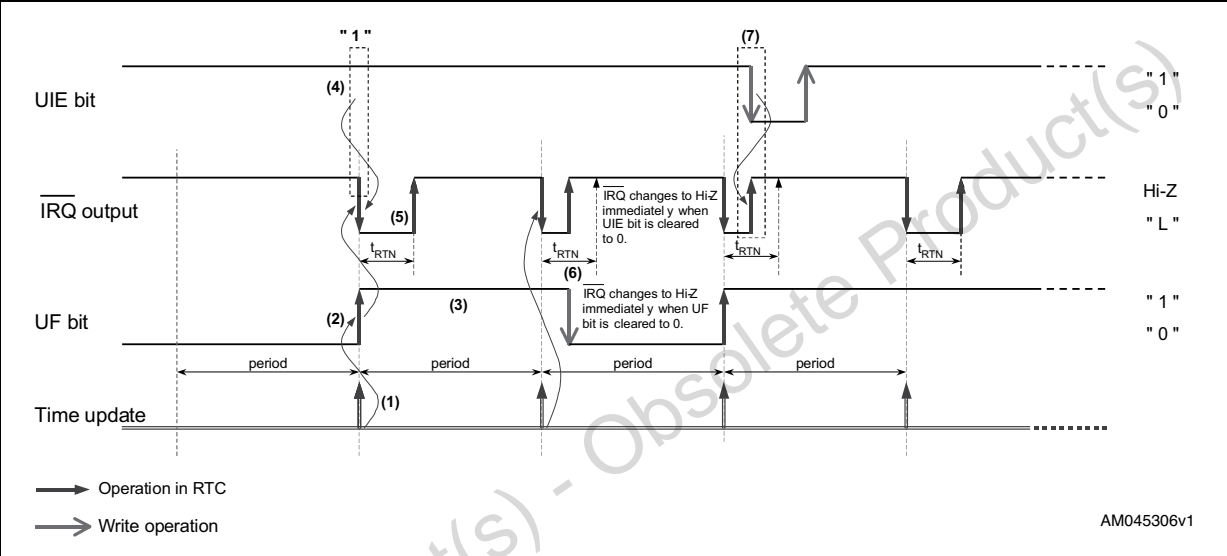 " 1 "
(7)
(4)
UIE bit
" 1 "
" 0 "
IRQ output
(5)
IRQ changes to Hi-Z
immediatel y when
UIE bit is cleared
to 0.
Hi-Z
" L "
tRTN
tRTN
tRTN
tRTN
(6)
UF bit
(2)
(3)
IRQ changes to Hi-Z
immediatel y when UF
bit is cleared to 0.
" 1 "
" 0 "
period
period
period
period
Time update
(1)
Operation in RTC
Write operation
AM045306v1
Obsolete Product(s)
ct(s) - Obsolete Product(s)